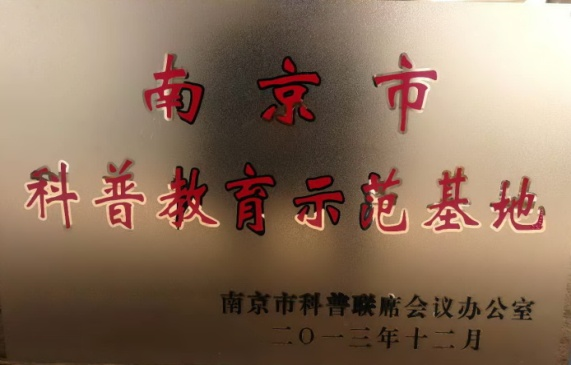 南京市
科普教育示范基地
南京市科普联席会议办公室
二〇一三年十二月